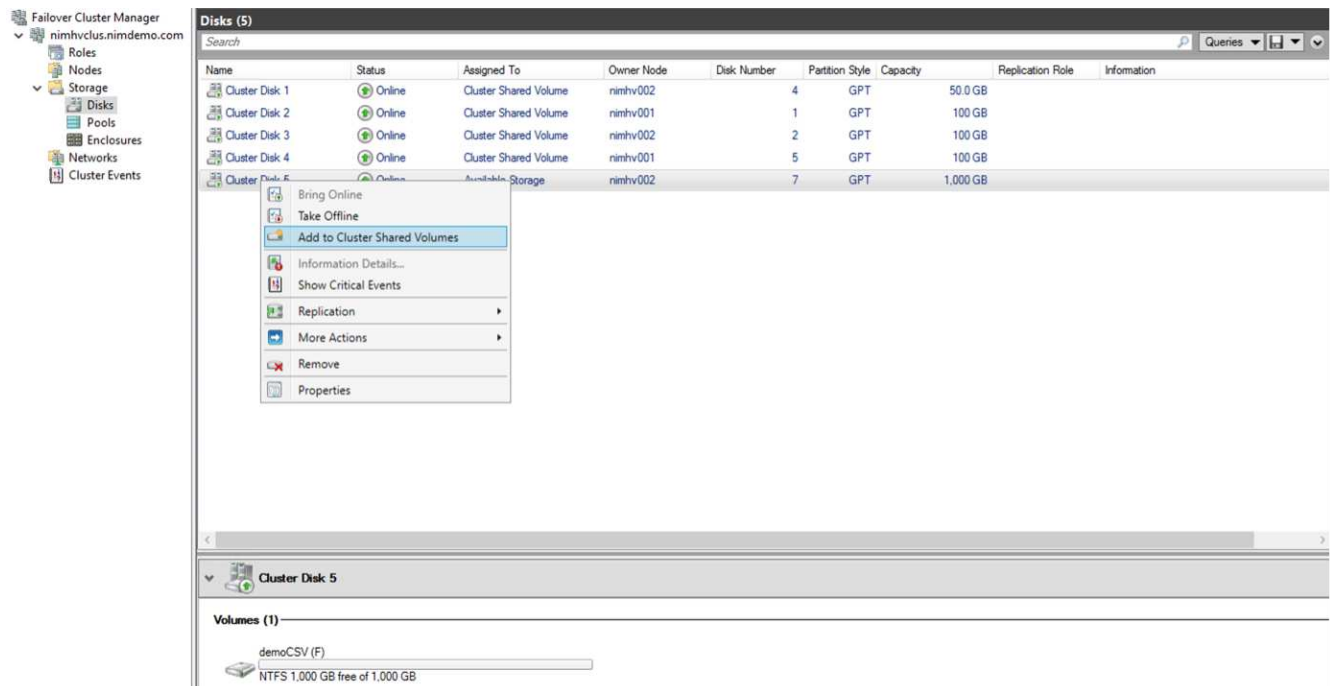 Failover Cluster Manager
nimhvclus.nimdemo.com
Roles
Nodes
Storage
Disks
Pools
Enclosures
Networks
Cluster Events
Disks (5)
Search
Queries
Name Status Assigned To Owner Node Disk Number Partition Style Capacity Replication Role Information
Cluster Disk 1 Online Cluster Shared Volume nimhv002 4 GPT 50.0 GB
Cluster Disk 2 Online Cluster Shared Volume nimhv001 1 GPT 100 GB
Cluster Disk 3 Online Cluster Shared Volume nimhv002 2 GPT 100 GB
Cluster Disk 4 Online Cluster Shared Volume nimhv001 5 GPT 100 GB
Cluster Disk 5 Online Available Storage nimhv002 7 GPT 1,000 GB
Bring Online
Take Offline
Add to Cluster Shared Volumes
Information Details...
Show Critical Events
Replication
More Actions
Remove
Properties
Cluster Disk 5
Volumes (1)
demoCSV (F)
NTFS 1,000 GB free of 1,000 GB